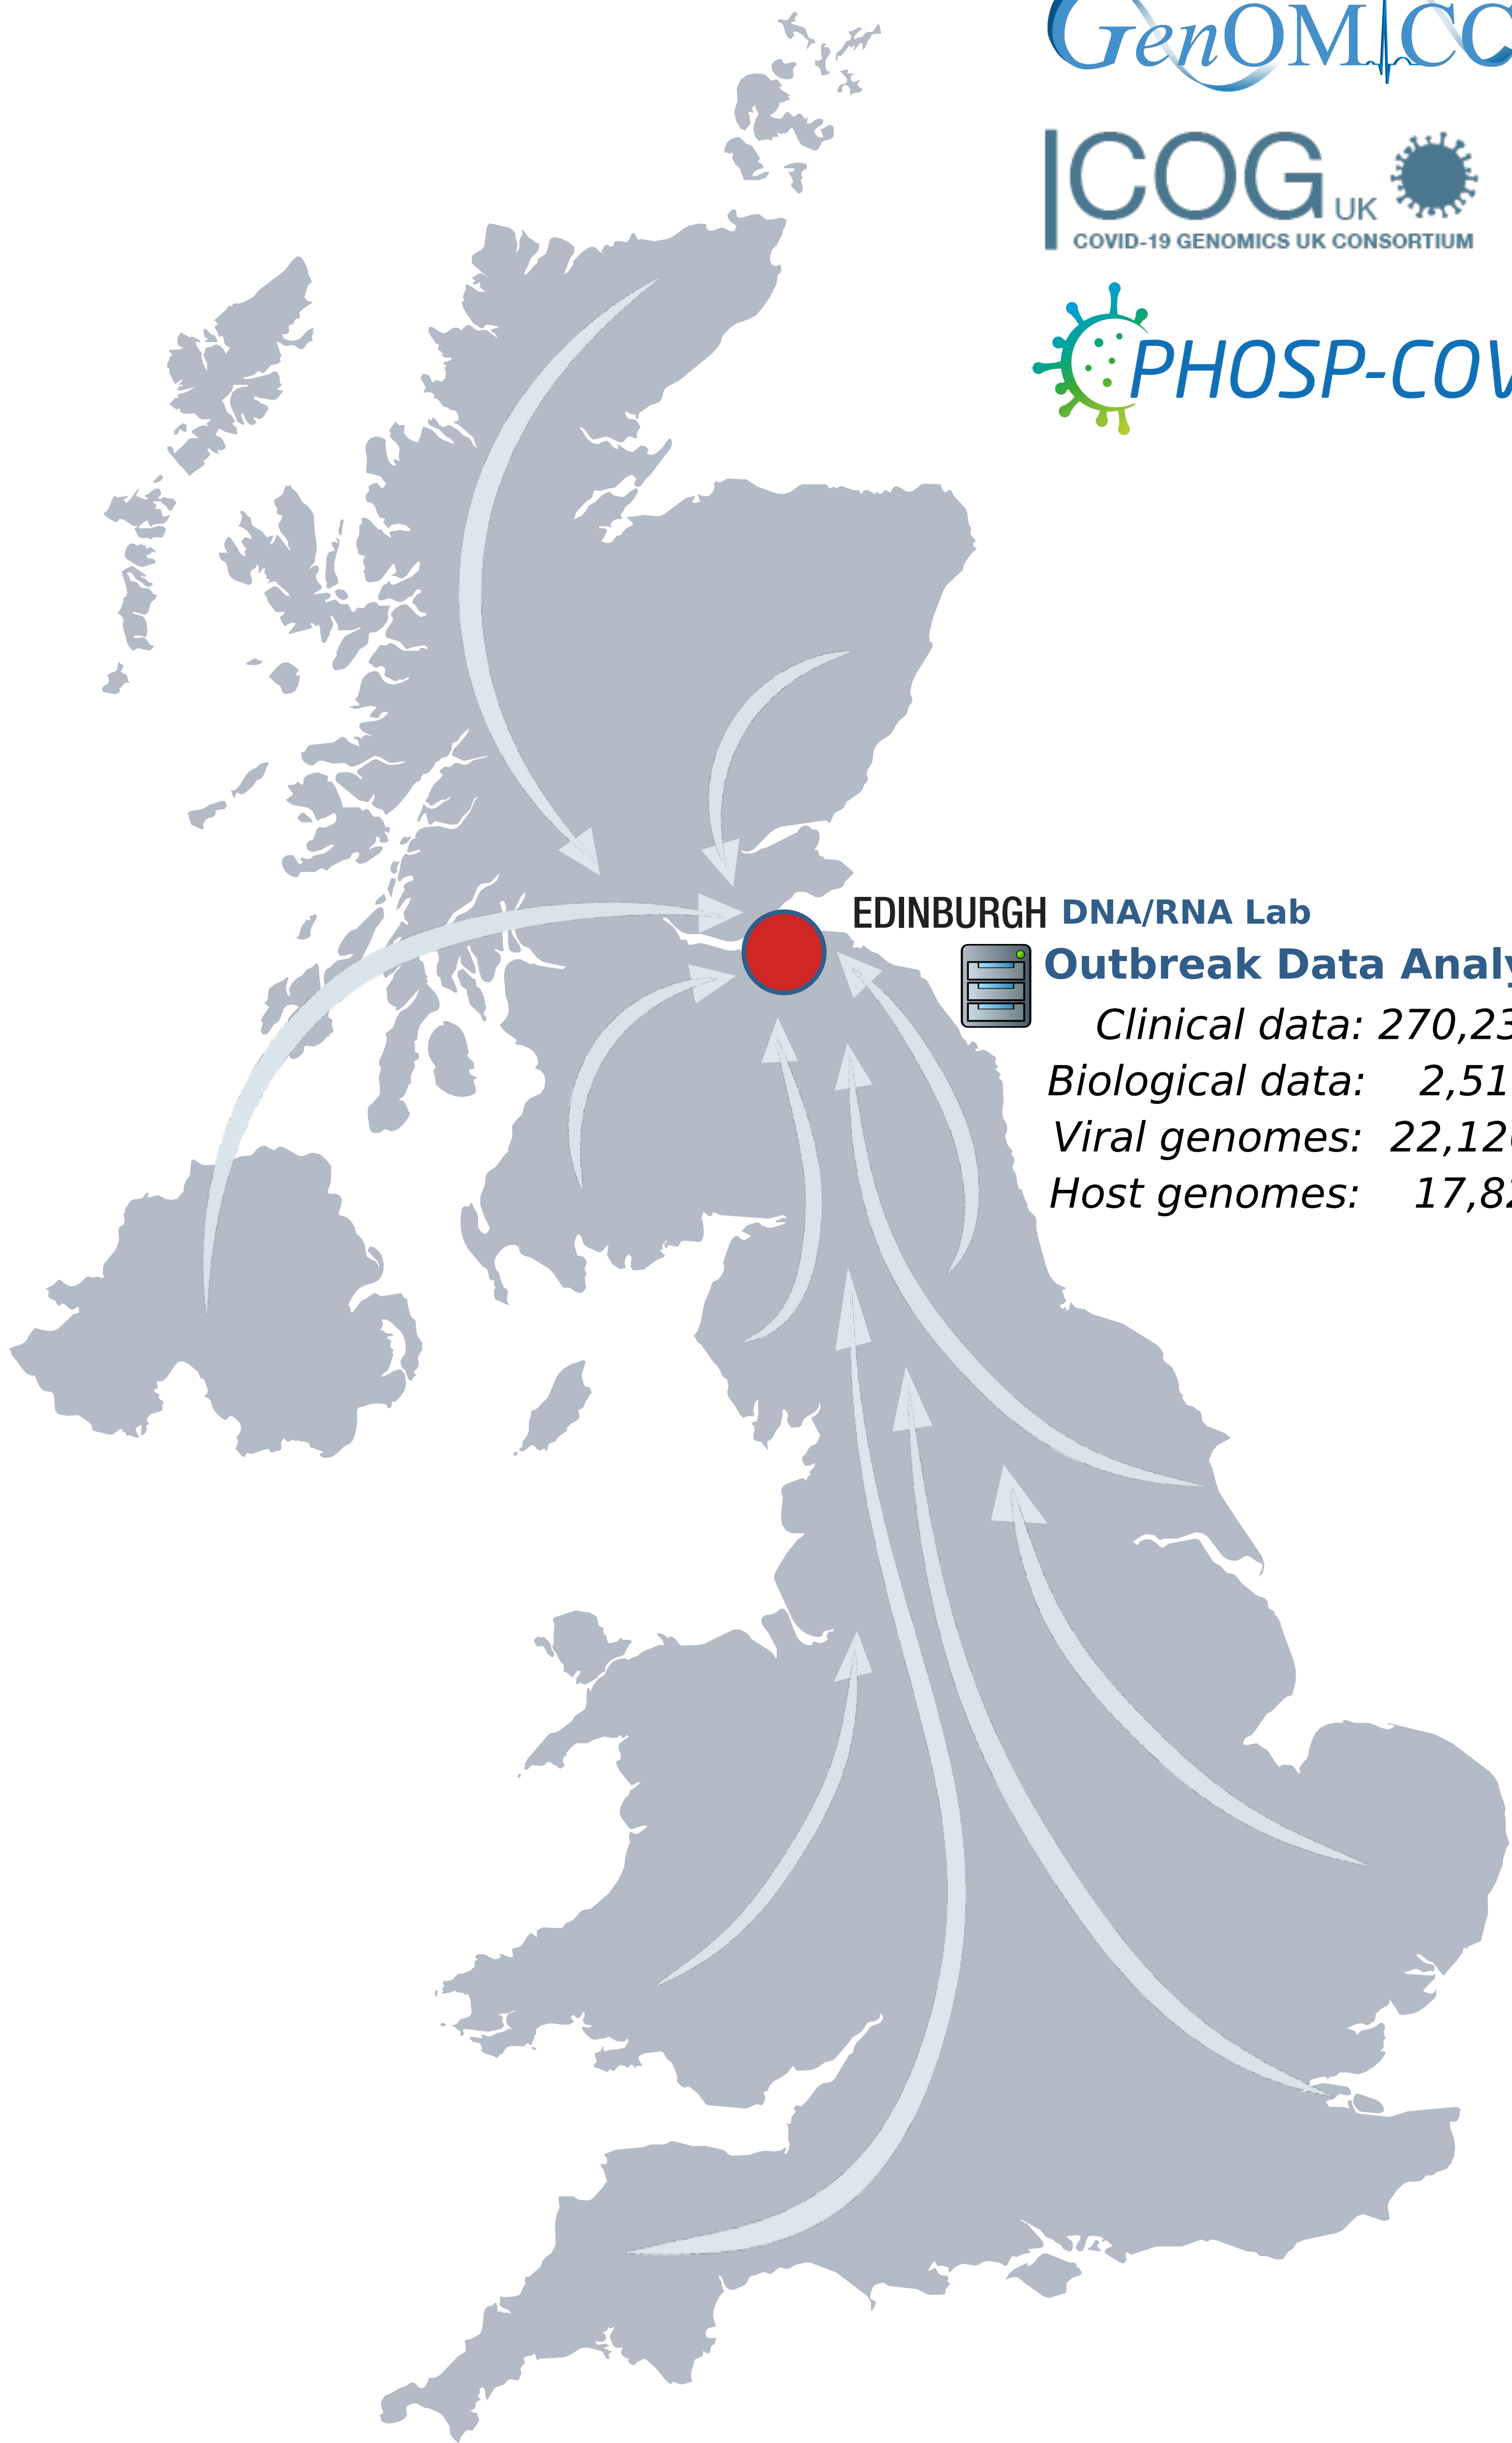 GenOMICC
COG UK
COVID-19 GENOMICS UK CONSORTIUM
PHOSP-COV
EDINBURGH DNA/RNA Lab
Outbreak Data Analy
Clinical data: 270,23
Biological data: 2,51
Viral genomes: 22,12
Host genomes: 17,8